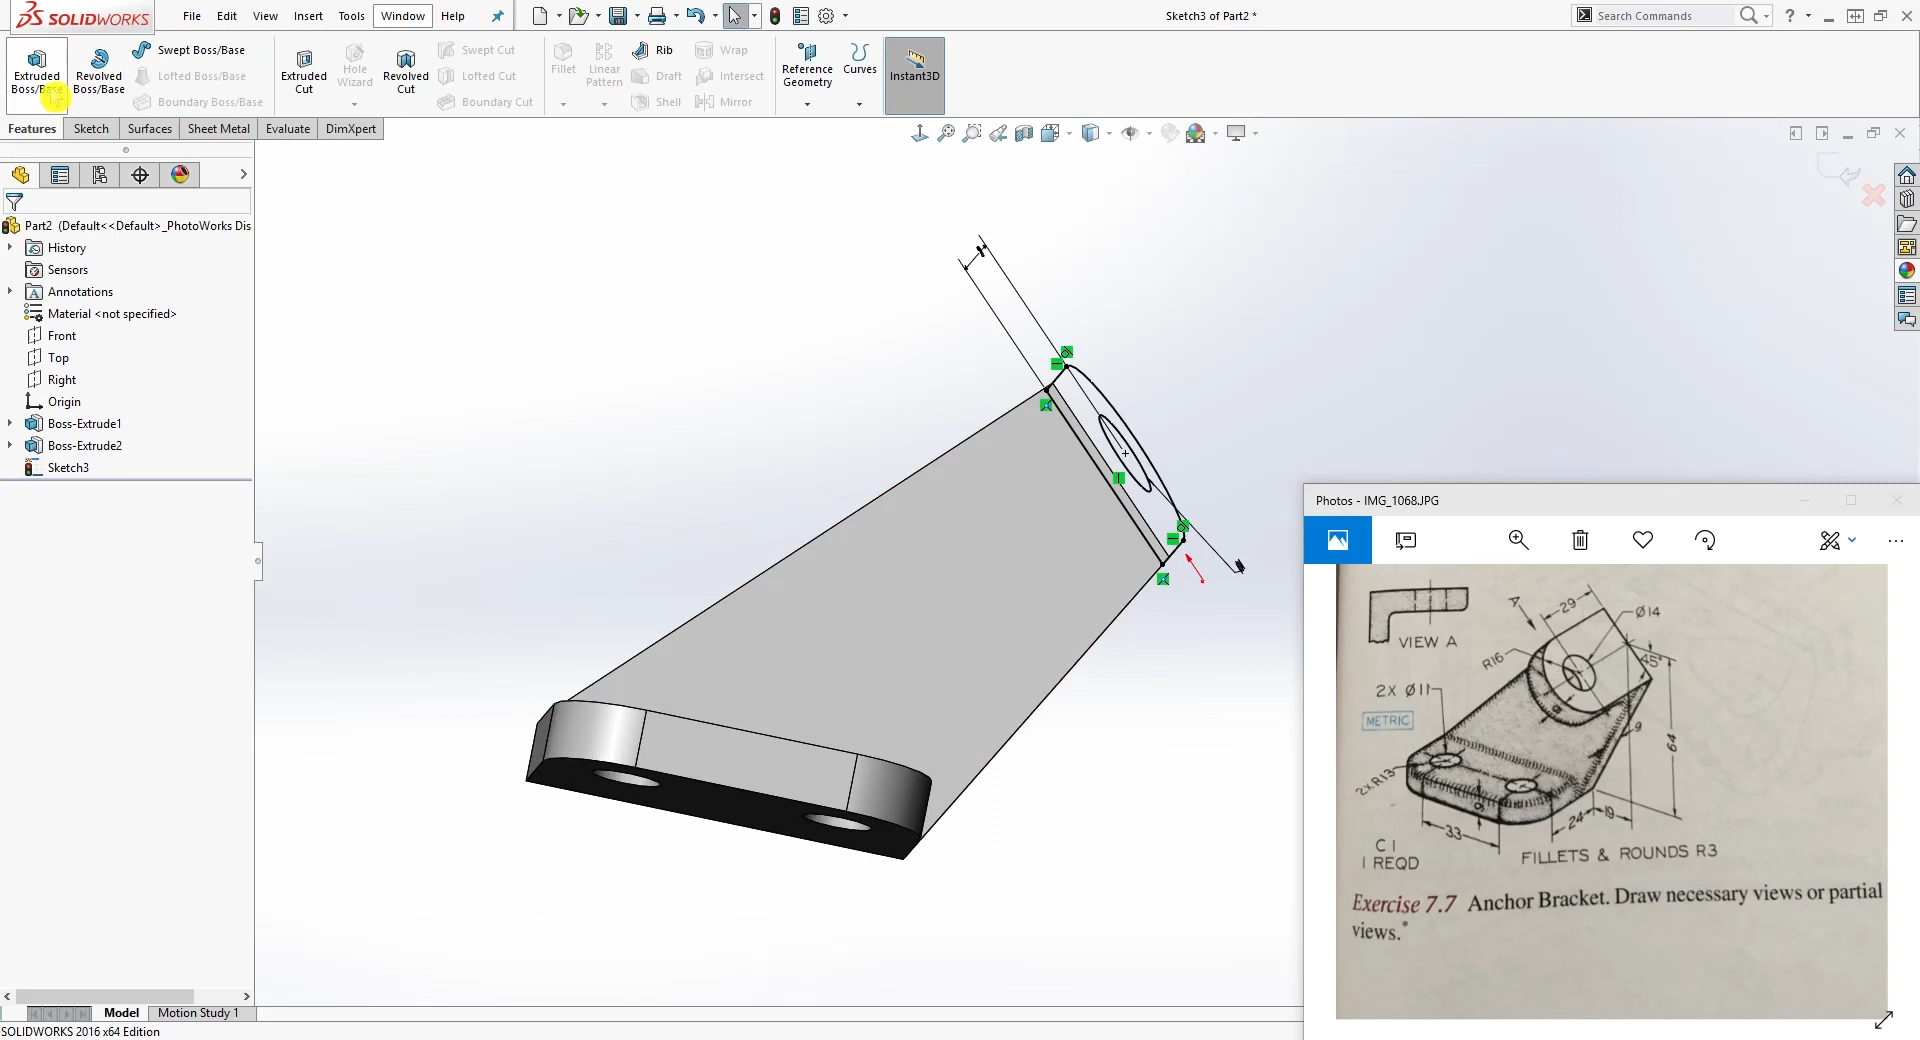 SOLIDWORKS
File Edit View Insert Tools Window Help
Sketch3 of Part2 *
Search Commands
Extruded Boss/Base
Revolved Boss/Base
Swept Boss/Base
Lofted Boss/Base
Boundary Boss/Base
Extruded Cut
Hole Wizard
Revolved Cut
Swept Cut
Lofted Cut
Boundary Cut
Fillet
Linear Pattern
Rib
Draft
Shell
Wrap
Intersect
Mirror
Reference Geometry
Curves
Instant3D
Features Sketch Surfaces Sheet Metal Evaluate DimXpert
Part2 (Default<<Default>_PhotoWorks Dis
History
Sensors
Annotations
Material <not specified>
Front
Top
Right
Origin
Boss-Extrude1
Boss-Extrude2
Sketch3
Photos - IMG_1068.JPG
A
29
Ø14
VIEW A
R16
45°
2X Ø11
METRIC
9
64
2XR13
33
24
19
C1
1 REQD
FILLETS & ROUNDS R3
Exercise 7.7 Anchor Bracket. Draw necessary views or partial
views.*
Model Motion Study 1
SOLIDWORKS 2016 x64 Edition